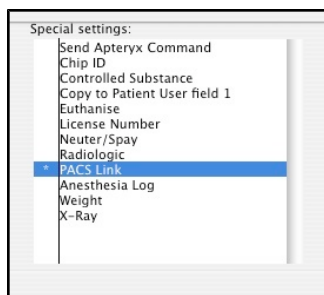 Special settings:
Send Apteryx Command
Chip ID
Controlled Substance
Copy to Patient User field 1
Euthanise
License Number
Neuter/Spay
Radiologic
* PACS Link
Anesthesia Log
Weight
X-Ray